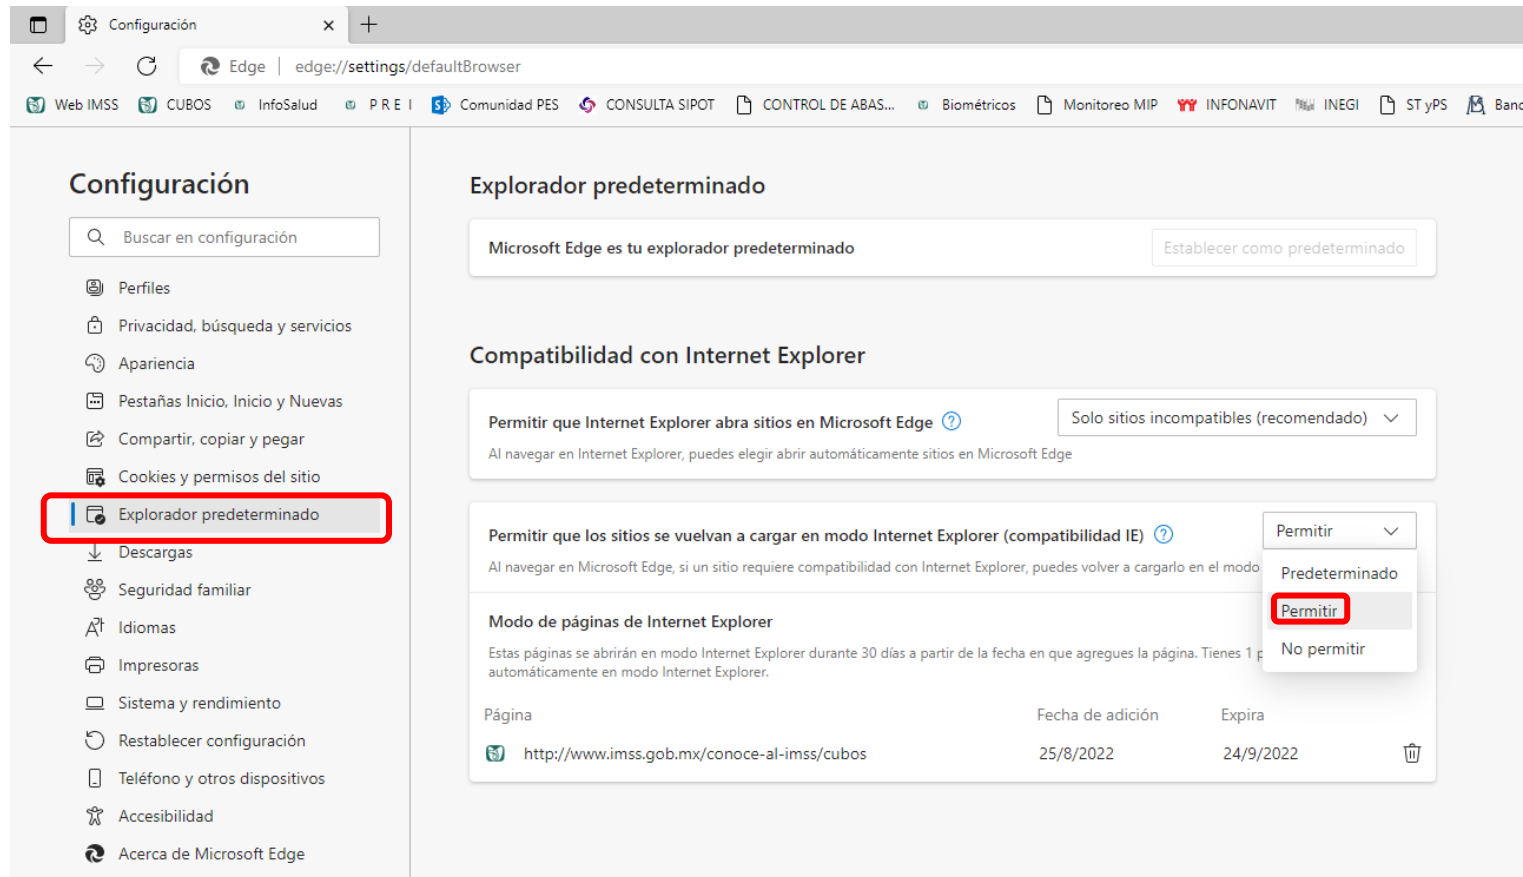 Configuración
Edge
edge://settings/defaultBrowser
Web IMSS
CUBOS
InfoSalud
P R E I
Comunidad PES
CONSULTA SIPOT
CONTROL DE ABAS...
Biométricos
Monitoreo MIP
INFONAVIT
INEGI
ST yPS
Banc
Configuración
Buscar en configuración
Perfiles
Privacidad, búsqueda y servicios
Apariencia
Pestañas Inicio, Inicio y Nuevas
Compartir, copiar y pegar
Cookies y permisos del sitio
Explorador predeterminado
Descargas
Seguridad familiar
Idiomas
Impresoras
Sistema y rendimiento
Restablecer configuración
Teléfono y otros dispositivos
Accesibilidad
Acerca de Microsoft Edge
Explorador predeterminado
Microsoft Edge es tu explorador predeterminado
Establecer como predeterminado
Compatibilidad con Internet Explorer
Permitir que Internet Explorer abra sitios en Microsoft Edge
Solo sitios incompatibles (recomendado)
Al navegar en Internet Explorer, puedes elegir abrir automáticamente sitios en Microsoft Edge
Permitir que los sitios se vuelvan a cargar en modo Internet Explorer (compatibilidad IE)
Permitir
Al navegar en Microsoft Edge, si un sitio requiere compatibilidad con Internet Explorer, puedes volver a cargarlo en el modo
Predeterminado
Permitir
No permitir
Modo de páginas de Internet Explorer
Estas páginas se abrirán en modo Internet Explorer durante 30 días a partir de la fecha en que agregues la página. Tienes 1 p
automáticamente en modo Internet Explorer.
Página
Fecha de adición
Expira
http://www.imss.gob.mx/conoce-al-imss/cubos
25/8/2022
24/9/2022